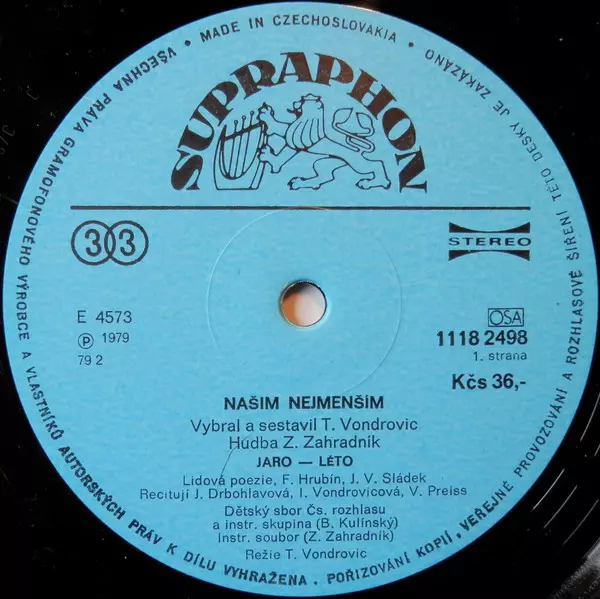 • MADE IN CZECHOSLOVAKIA •
VŠECHNA PRÁVA GRAMOFONOVÉHO VÝROBCE A VLASTNÍKŮ AUTORSKÝCH PRÁV K DÍLU VYHRAŽENA. POŘIZOVÁNÍ KOPIÍ, VEŘEJNÉ PROVOZOVÁNÍ A ROZHLASOVÉ ŠÍŘENÍ TÉTO DESKY JE ZAKÁZÁNO
SUPRAPHON
33
STEREO
E 4573
℗ 1979
79 2
OSA
1118 2498
1. strana
Kčs 36,-
NAŠIM NEJMENŠÍM
Vybral a sestavil T. Vondrovic
Hudba Z. Zahradník
JARO — LÉTO
Lidová poezie, F. Hrubín, J. V. Sládek
Recitují J. Drbohlavová, I. Vondrovicová, V. Preiss
Dětský sbor Čs. rozhlasu
a instr. skupina (B. Kulínský)
Instr. soubor (Z. Zahradník)
Režie T. Vondrovic